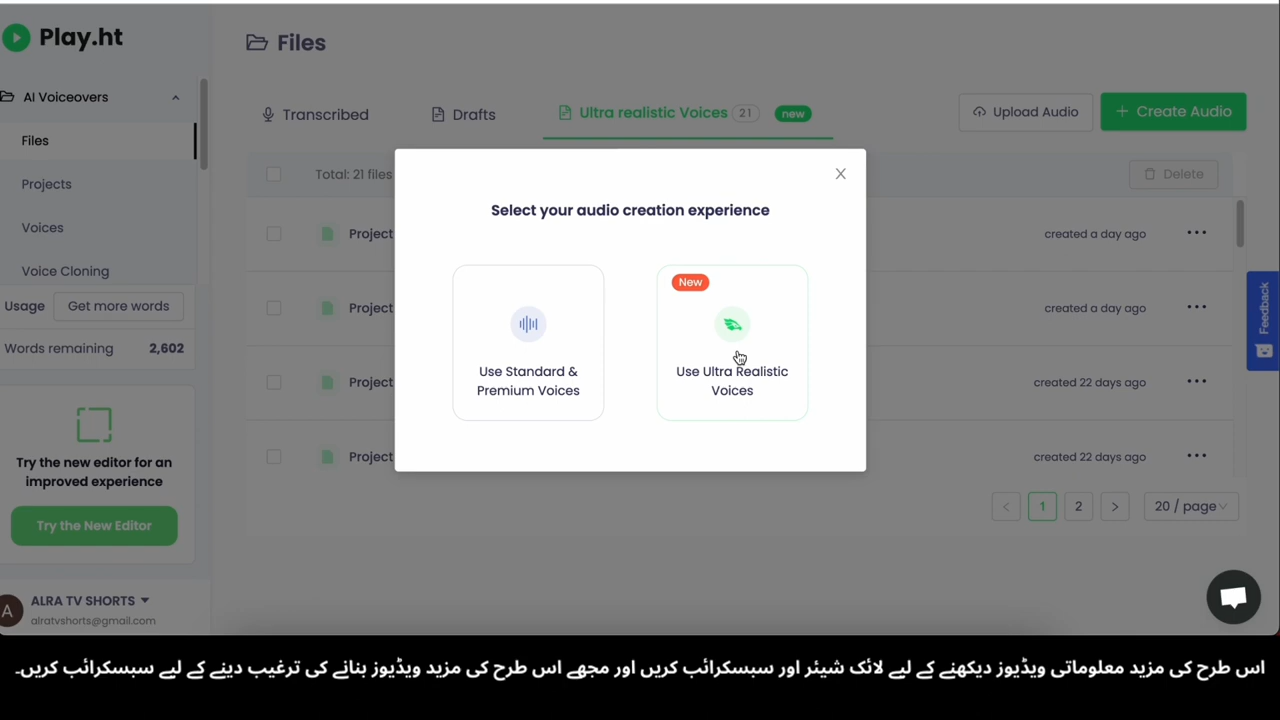 Play.ht
AI Voiceovers
Files
Projects
Voices
Voice Cloning
Usage
Get more words
Words remaining
2,602
Try the new editor for an
improved experience
Try the New Editor
A
ALRA TV SHORTS
alratvshorts@gmail.com
Files
Transcribed
Drafts
Ultra realistic Voices
21
new
Upload Audio
+ Create Audio
Total: 21 files
Delete
Project
created a day ago
Project
created a day ago
Project
created 22 days ago
Project
created 22 days ago
< 1 2 >
20 / page
Select your audio creation experience
Use Standard &
Premium Voices
New
Use Ultra Realistic
Voices
Feedback
اس طرح کی مزید معلوماتی ویڈیوز دیکھنے کے لیے لائک شیئر اور سبسکرائب کریں اور مجھے اس طرح کی مزید ویڈیوز بنانے کی ترغیب دینے کے لیے سبسکرائب کریں۔